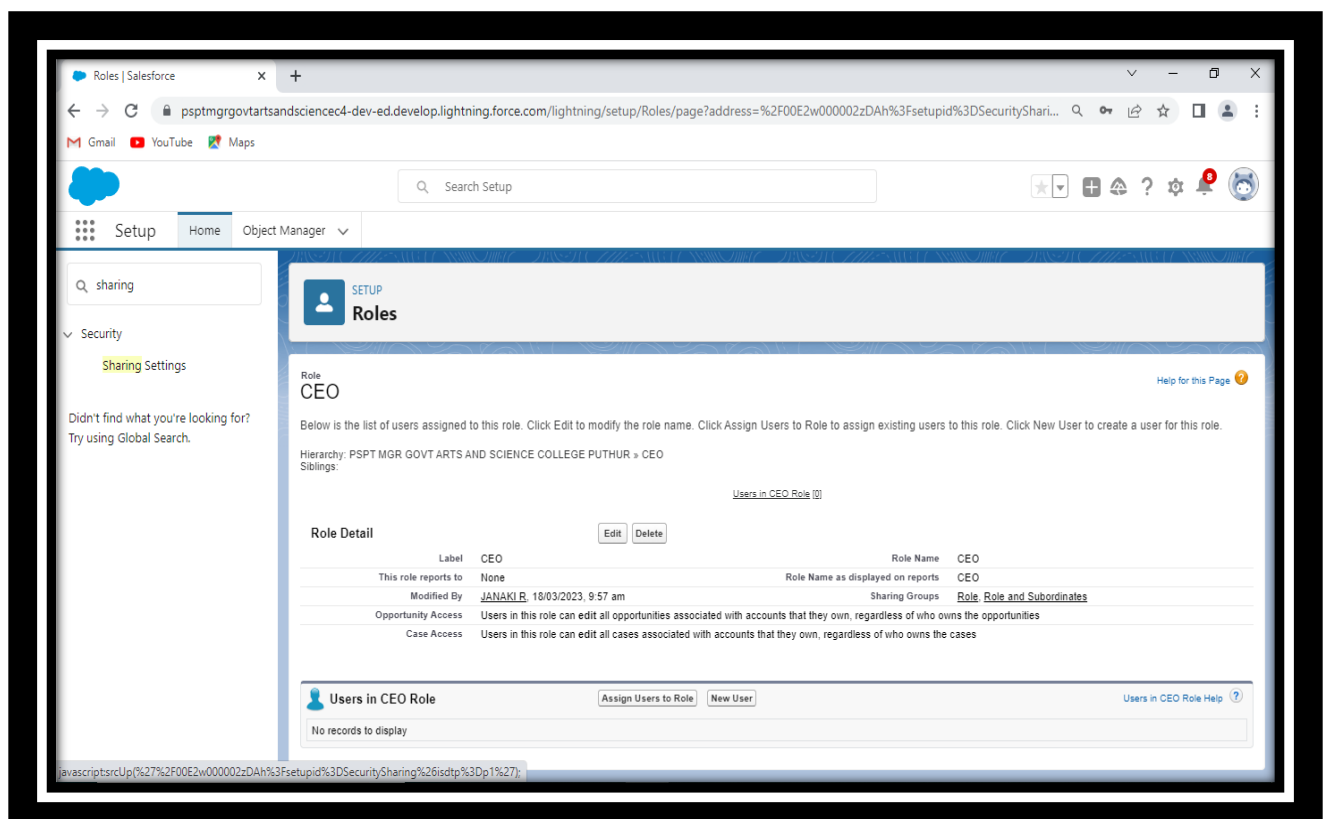 Roles | Salesforce
psptmgrgovtartsandsciencec4-dev-ed.develop.lightning.force.com/lightning/setup/Roles/page?address=%2F00E2w000002zDAh%3Fsetupid%3DSecurityShari...
Gmail YouTube Maps
Search Setup
8
Setup Home Object Manager
sharing
Security
Sharing Settings
Didn't find what you're looking for?
Try using Global Search.
SETUP
Roles
Role
CEO
Help for this Page ?
Below is the list of users assigned to this role. Click Edit to modify the role name. Click Assign Users to Role to assign existing users to this role. Click New User to create a user for this role.
Hierarchy: PSPT MGR GOVT ARTS AND SCIENCE COLLEGE PUTHUR » CEO
Siblings:
Users in CEO Role [0]
Role Detail Edit Delete
Label CEO Role Name CEO
This role reports to None Role Name as displayed on reports CEO
Modified By JANAKI R, 18/03/2023, 9:57 am Sharing Groups Role, Role and Subordinates
Opportunity Access Users in this role can edit all opportunities associated with accounts that they own, regardless of who owns the opportunities
Case Access Users in this role can edit all cases associated with accounts that they own, regardless of who owns the cases
Users in CEO Role Assign Users to Role New User Users in CEO Role Help ?
No records to display
javascript:srcUp(%27%2F00E2w000002zDAh%3Fsetupid%3DSecuritySharing%26isdtp%3Dp1%27);